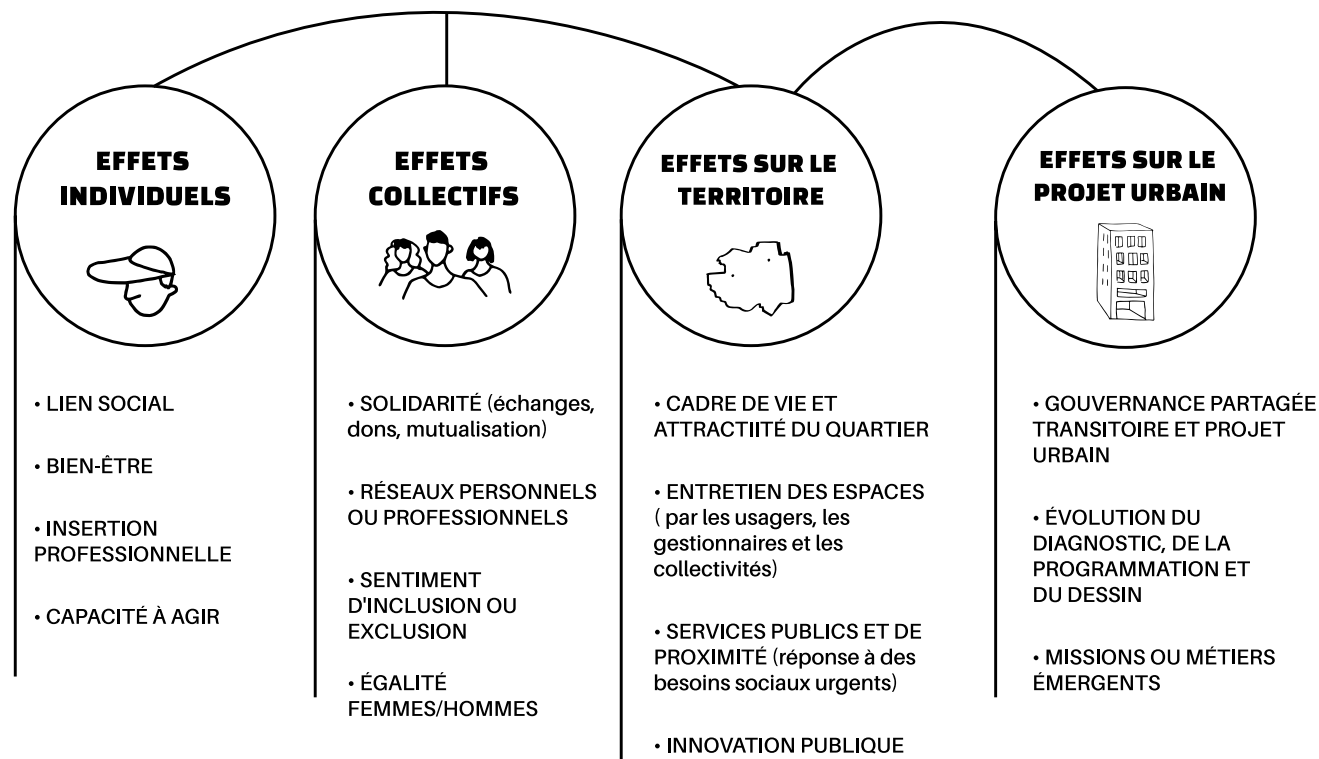 EFFETS
INDIVIDUELS
• LIEN SOCIAL
• BIEN-ÊTRE
• INSERTION
PROFESSIONNELLE
• CAPACITÉ À AGIR
EFFETS
COLLECTIFS
• SOLIDARITÉ (échanges,
dons, mutualisation)
• RÉSEAUX PERSONNELS
OU PROFESSIONNELS
• SENTIMENT
D'INCLUSION OU
EXCLUSION
• ÉGALITÉ
FEMMES/HOMMES
EFFETS SUR LE
TERRITOIRE
• CADRE DE VIE ET
ATTRACTIITÉ DU QUARTIER
• ENTRETIEN DES ESPACES
( par les usagers, les
gestionnaires et les
collectivités)
• SERVICES PUBLICS ET DE
PROXIMITÉ (réponse à des
besoins sociaux urgents)
• INNOVATION PUBLIQUE
EFFETS SUR LE
PROJET URBAIN
• GOUVERNANCE PARTAGÉE
TRANSITOIRE ET PROJET
URBAIN
• ÉVOLUTION DU
DIAGNOSTIC, DE LA
PROGRAMMATION ET
DU DESSIN
• MISSIONS OU MÉTIERS
ÉMERGENTS